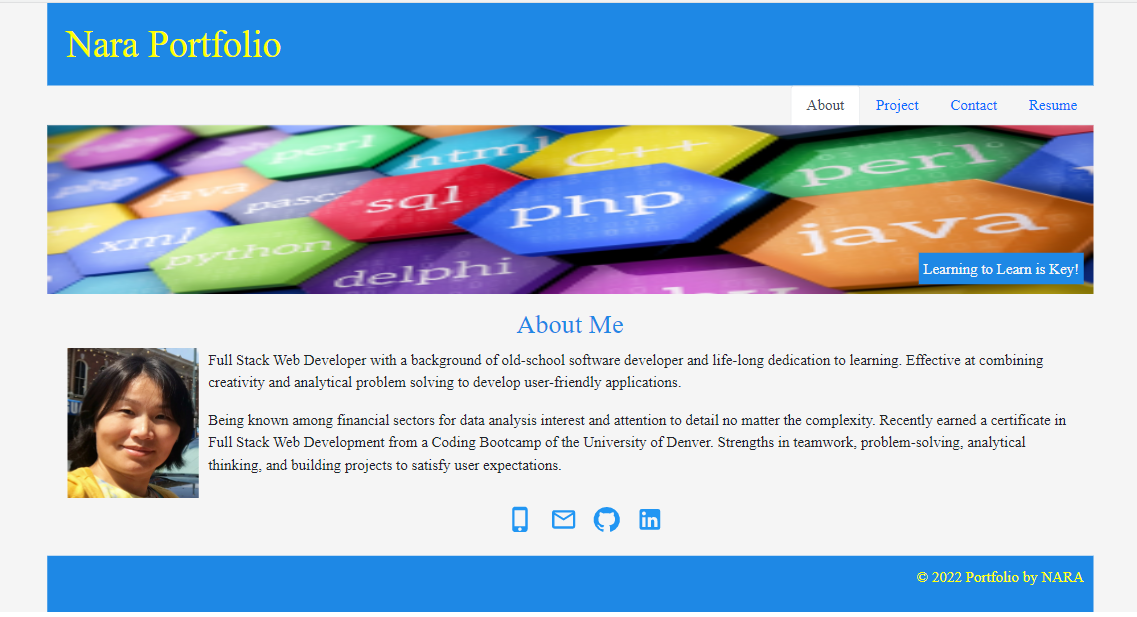 Nara Portfolio
About Project Contact Resume
perl
html
C++
perl
php
java
pasc
sql
php
java
C++
xml
python
delphi
by
Learning to Learn is Key!
About Me
Full Stack Web Developer with a background of old-school software developer and life-long dedication to learning. Effective at combining
creativity and analytical problem solving to develop user-friendly applications.
Being known among financial sectors for data analysis interest and attention to detail no matter the complexity. Recently earned a certificate in
Full Stack Web Development from a Coding Bootcamp of the University of Denver. Strengths in teamwork, problem-solving, analytical
thinking, and building projects to satisfy user expectations.
in
© 2022 Portfolio by NARA